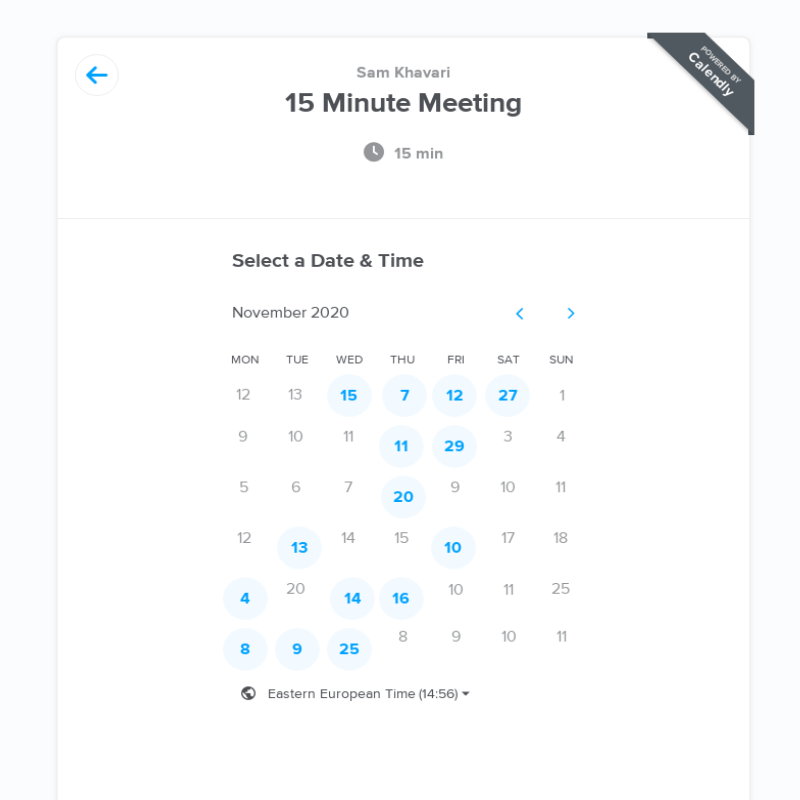 POWERED BY
Calendly
Sam Khavari
15 Minute Meeting
15 min
Select a Date & Time
November 2020
MON TUE WED THU FRI SAT SUN
12 13 15 7 12 27 1
9 10 11 11 29 3 4
5 6 7 20 9 10 11
12 13 14 15 10 17 18
4 20 14 16 10 11 25
8 9 25 8 9 10 11
Eastern European Time (14:56)